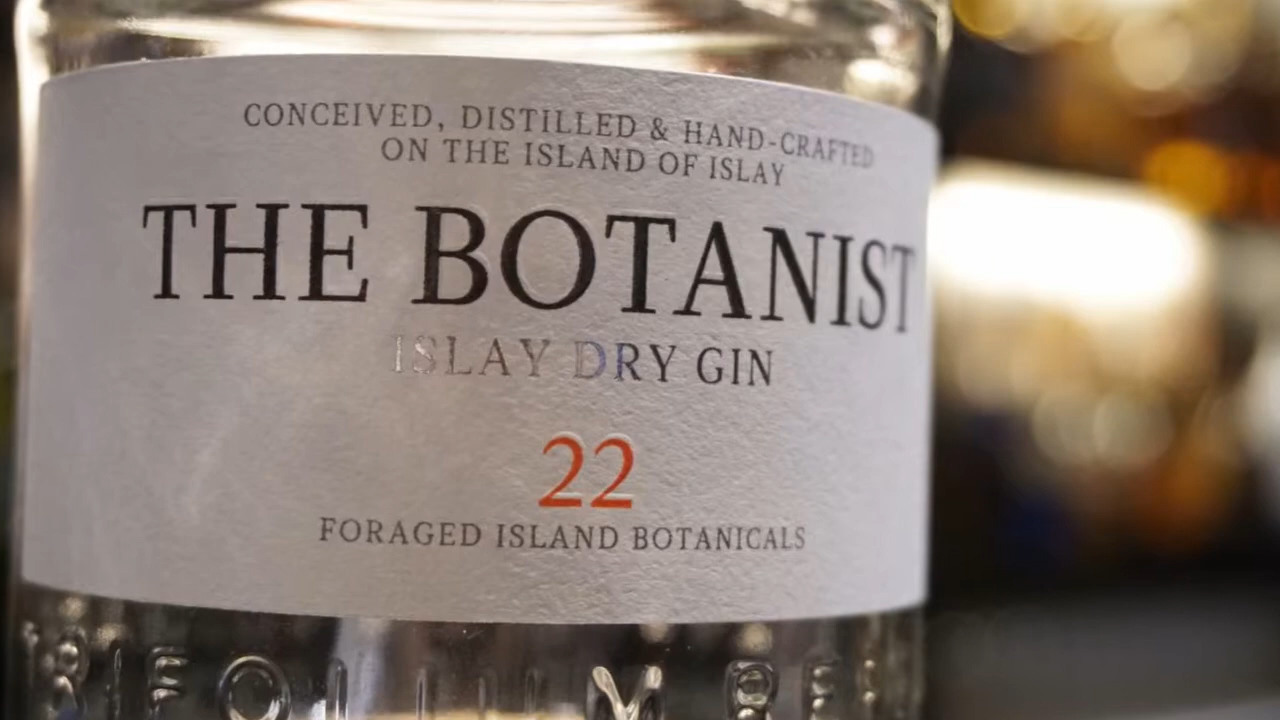 CONCEIVED, DISTILLED & HAND-CRAFTED
ON THE ISLAND OF ISLAY
THE BOTANIST
ISLAY DRY GIN
22
FORAGED ISLAND BOTANICALS